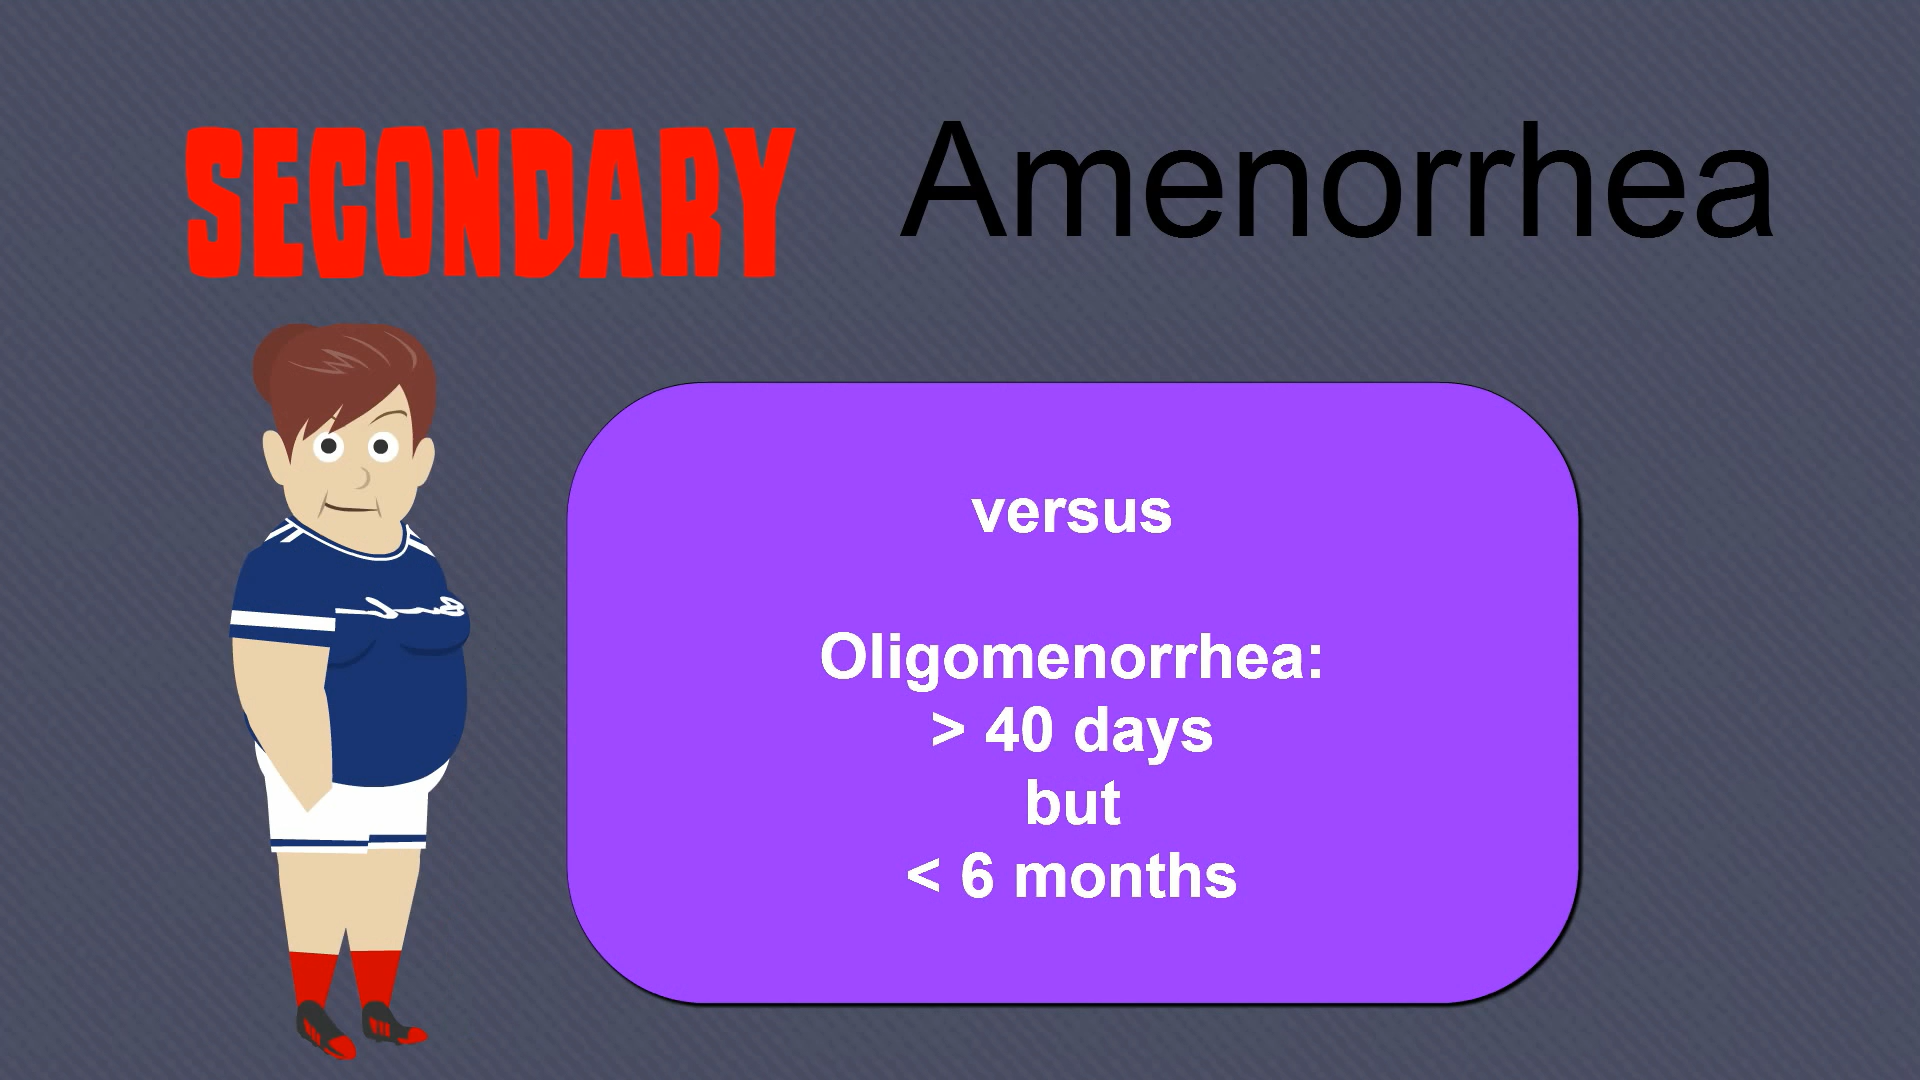 SECONDARY Amenorrhea
versus
Oligomenorrhea:
> 40 days
but
< 6 months